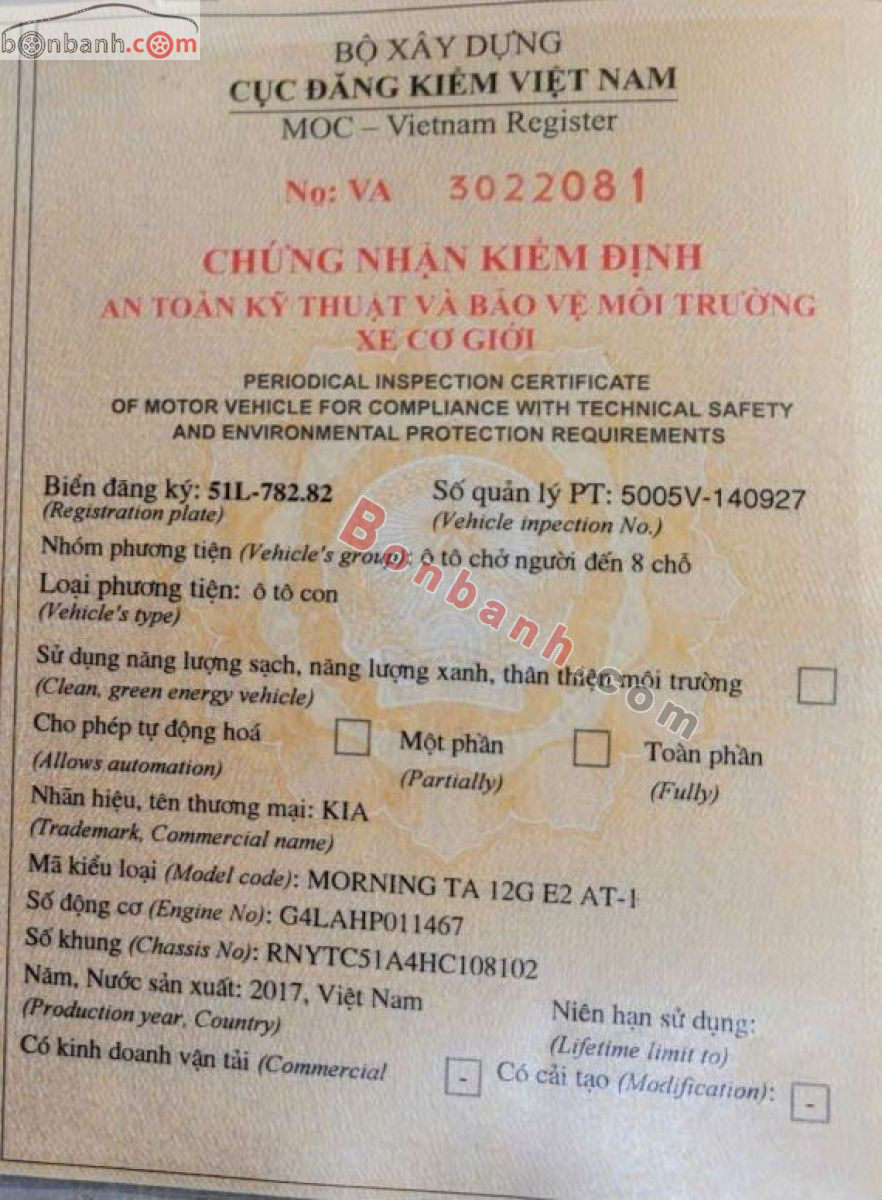 bonbanh.com
BỘ XÂY DỰNG
CỤC ĐĂNG KIỂM VIỆT NAM
MOC – Vietnam Register
No: VA 3022081
CHỨNG NHẬN KIỂM ĐỊNH
AN TOÀN KỸ THUẬT VÀ BẢO VỆ MÔI TRƯỜNG
XE CƠ GIỚI
PERIODICAL INSPECTION CERTIFICATE
OF MOTOR VEHICLE FOR COMPLIANCE WITH TECHNICAL SAFETY
AND ENVIRONMENTAL PROTECTION REQUIREMENTS
Biển đăng ký: 51L-782.82 Số quản lý PT: 5005V-140927
(Registration plate) (Vehicle inpection No.)
Nhóm phương tiện (Vehicle's group): ô tô chở người đến 8 chỗ
Loại phương tiện: ô tô con
(Vehicle's type)
Bonbanh.com
Sử dụng năng lượng sạch, năng lượng xanh, thân thiện môi trường
(Clean, green energy vehicle)
Cho phép tự động hoá Một phần Toàn phần
(Allows automation) (Partially) (Fully)
Nhãn hiệu, tên thương mại: KIA
(Trademark, Commercial name)
Mã kiểu loại (Model code): MORNING TA 12G E2 AT-1
Số động cơ (Engine No): G4LAHP011467
Số khung (Chassis No): RNYTC51A4HC108102
Năm, Nước sản xuất: 2017, Việt Nam Niên hạn sử dụng:
(Production year, Country) (Lifetime limit to)
Có kinh doanh vận tải (Commercial - Có cải tạo (Modification): -